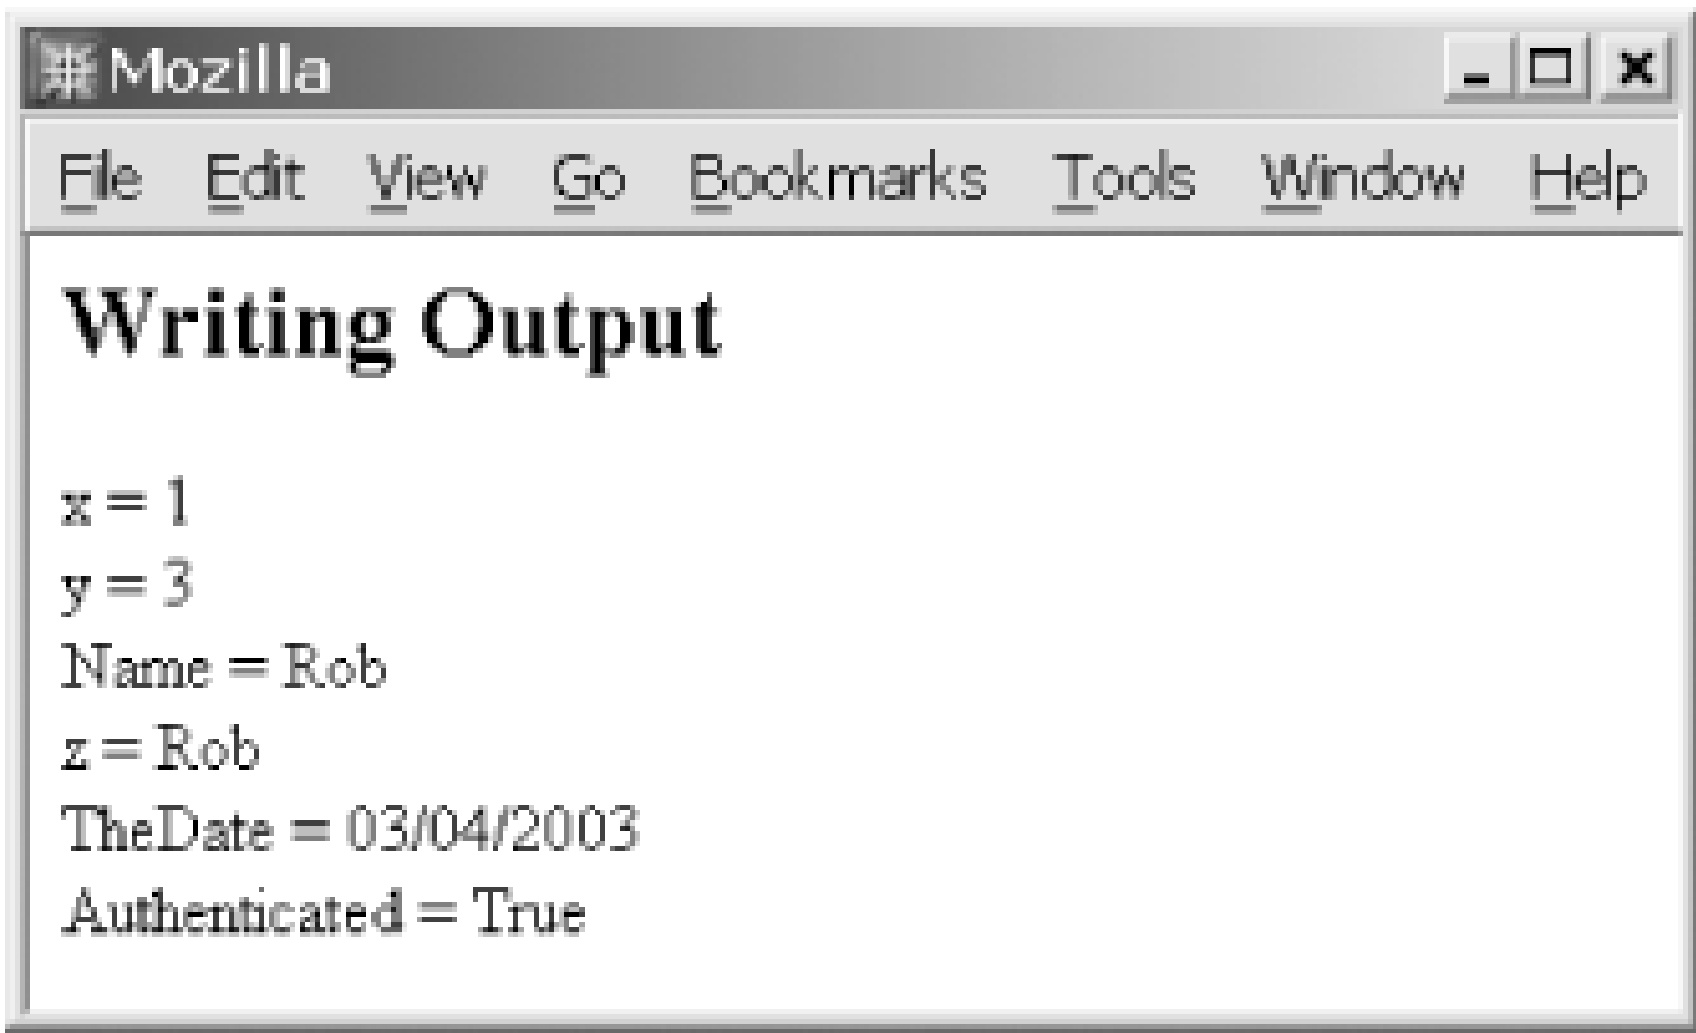 Mozilla
File Edit View Go Bookmarks Tools Window Help
Writing Output
x = 1
y = 3
Name = Rob
z = Rob
TheDate = 03/04/2003
Authenticated = True